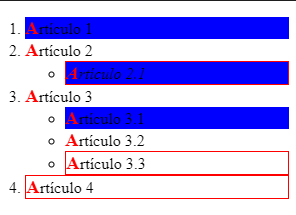 1. Artículo 1
2. Artículo 2
○ Artículo 2.1
3. Artículo 3
○ Artículo 3.1
○ Artículo 3.2
○ Artículo 3.3
4. Artículo 4